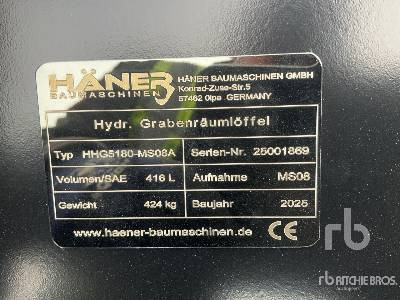 HÄNER
BAUMASCHINEN
HÄNER BAUMASCHINEN GMBH
Konrad-Zuse-Str.5
57462 Olpe GERMANY
Hydr. Grabenräumlöffel
Typ HHG5180-MS08A Serien-Nr. 25001869
Volumen/SAE 416 L Aufnahme MS08
Gewicht 424 kg Baujahr 2025
www.haener-baumaschinen.de CE
rb
rb RITCHIE BROS.